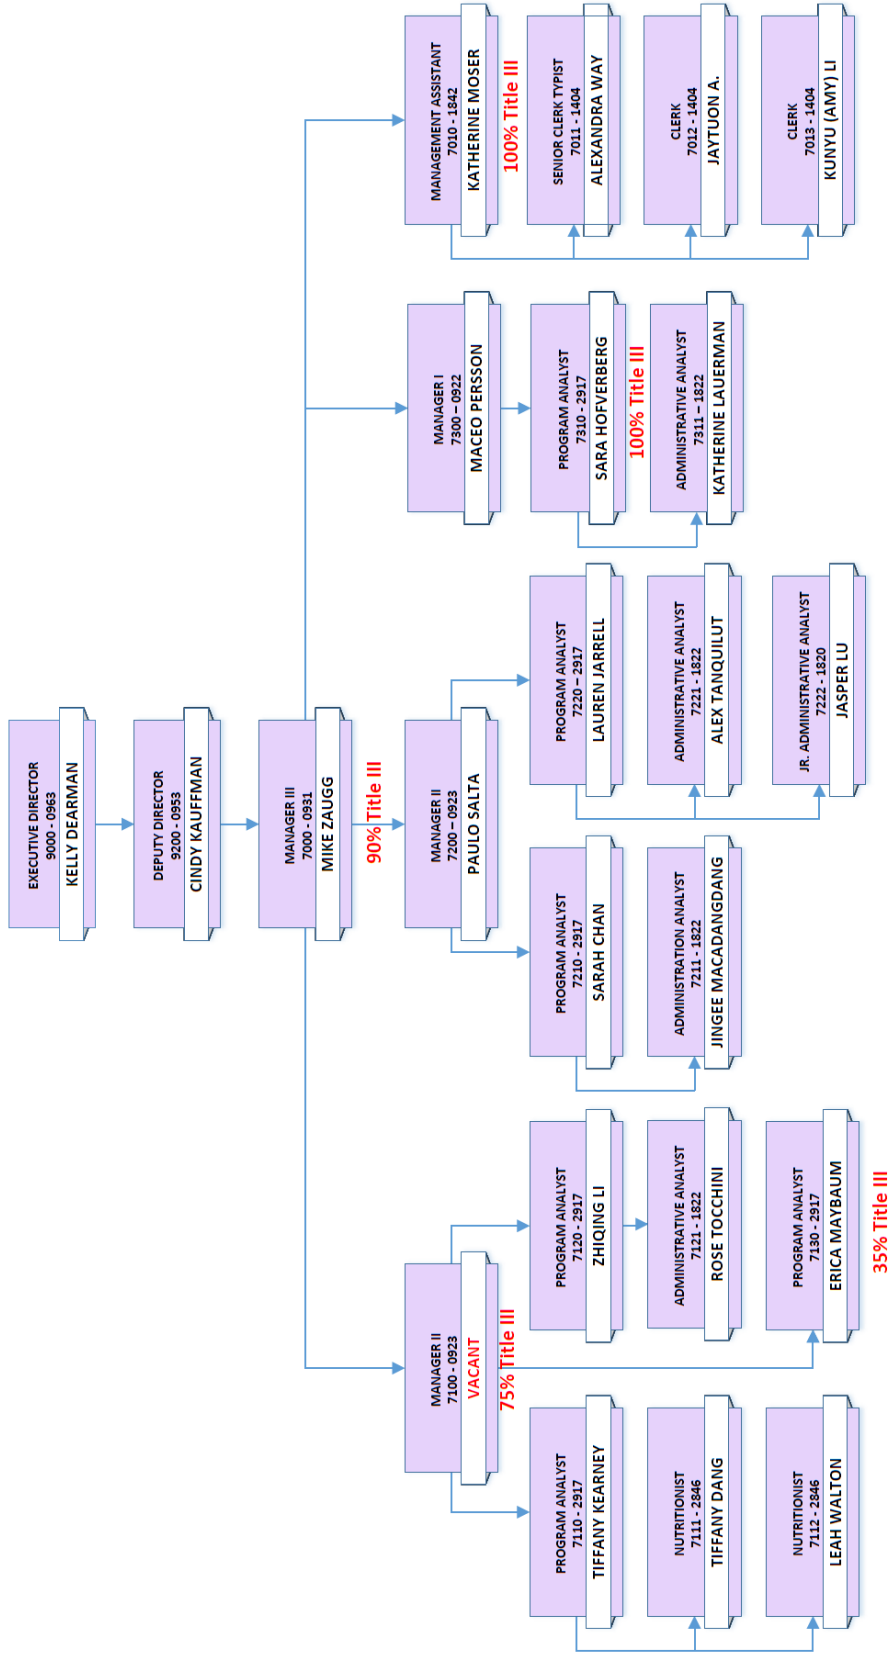 EXECUTIVE DIRECTOR
9000 - 0963
KELLY DEARMAN
DEPUTY DIRECTOR
9200 - 0953
CINDY KAUFFMAN
MANAGER III
7000 - 0931
MIKE ZAUGG
90% Title III
MANAGER II
7100 - 0923
VACANT
75% Title III
MANAGER II
7200 – 0923
PAULO SALTA
MANAGER I
7300 – 0922
MACEO PERSSON
MANAGEMENT ASSISTANT
7010 - 1842
KATHERINE MOSER
100% Title III
PROGRAM ANALYST
7110 - 2917
TIFFANY KEARNEY
NUTRITIONIST
7111 - 2846
TIFFANY DANG
NUTRITIONIST
7112 - 2846
LEAH WALTON
PROGRAM ANALYST
7120 - 2917
ZHIQING LI
ADMINISTRATIVE ANALYST
7121 - 1822
ROSE TOCCHINI
PROGRAM ANALYST
7130 - 2917
ERICA MAYBAUM
35% Title III
PROGRAM ANALYST
7210 - 2917
SARAH CHAN
ADMINISTRATION ANALYST
7211 - 1822
JINGEE MACADANGDANG
PROGRAM ANALYST
7220 – 2917
LAUREN JARRELL
ADMINISTRATIVE ANALYST
7221 - 1822
ALEX TANQUILUT
JR. ADMINISTRATIVE ANALYST
7222 - 1820
JASPER LU
PROGRAM ANALYST
7310 - 2917
SARA HOFVERBERG
100% Title III
ADMINISTRATIVE ANALYST
7311 – 1822
KATHERINE LAUERMAN
SENIOR CLERK TYPIST
7011 - 1404
ALEXANDRA WAY
CLERK
7012 - 1404
JAYTUON A.
CLERK
7013 - 1404
KUNYU (AMY) LI